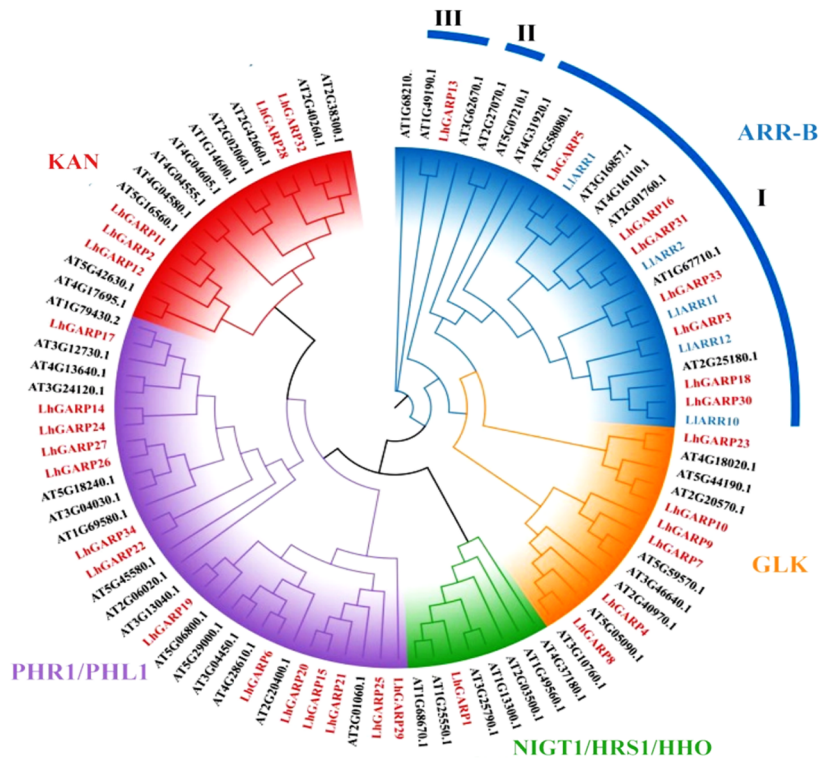 III
II
I
ARR-B
AT1G68210.
AT1G49190.1
LhGARP13
AT3G62670.1
AT2G27070.1
AT5G07210.1
AT4G31920.1
AT5G58080.1
LhGARP5
LlARR1
AT3G16857.1
AT4G16110.1
AT2G01760.1
LhGARP16
LhGARP31
LlARR2
AT1G67710.1
LhGARP33
LlARR11
LhGARP3
LlARR12
AT2G25180.1
LhGARP18
LhGARP30
LlARR10
LhGARP23
AT4G18020.1
AT5G44190.1
AT2G20570.1
LhGARP10
LhGARP9
LhGARP7
AT5G59570.1
AT3G46640.1
AT2G40970.1
LhGARP4
AT5G05090.1
LhGARP8
GLK
AT3G10760.1
AT4G37180.1
AT1G49560.1
AT2G03500.1
AT1G13300.1
AT3G25790.1
LhGARP1
AT1G25550.1
AT1G68670.1
NIGT1/HRS1/HHO
LhGARP29
LhGARP25
AT2G01060.1
LhGARP21
LhGARP15
LhGARP20
AT2G20400.1
LhGARP6
AT4G28610.1
AT3G04450.1
AT5G29000.1
AT5G06800.1
LhGARP19
AT3G13040.1
AT2G06020.1
AT5G45580.1
LhGARP22
LhGARP34
AT1G69580.1
AT3G04030.1
AT5G18240.1
LhGARP26
LhGARP27
LhGARP24
LhGARP14
AT3G24120.1
AT4G13640.1
AT3G12730.1
LhGARP17
PHR1/PHL1
AT1G79430.2
AT4G17695.1
AT5G42630.1
LhGARP12
LhGARP2
LhGARP11
AT5G16560.1
AT4G04580.1
AT4G04555.1
AT4G04605.1
AT1G14600.1
AT2G02060.1
AT2G42660.1
LhGARP28
LhGARP32
AT2G40260.1
AT2G38300.1
KAN